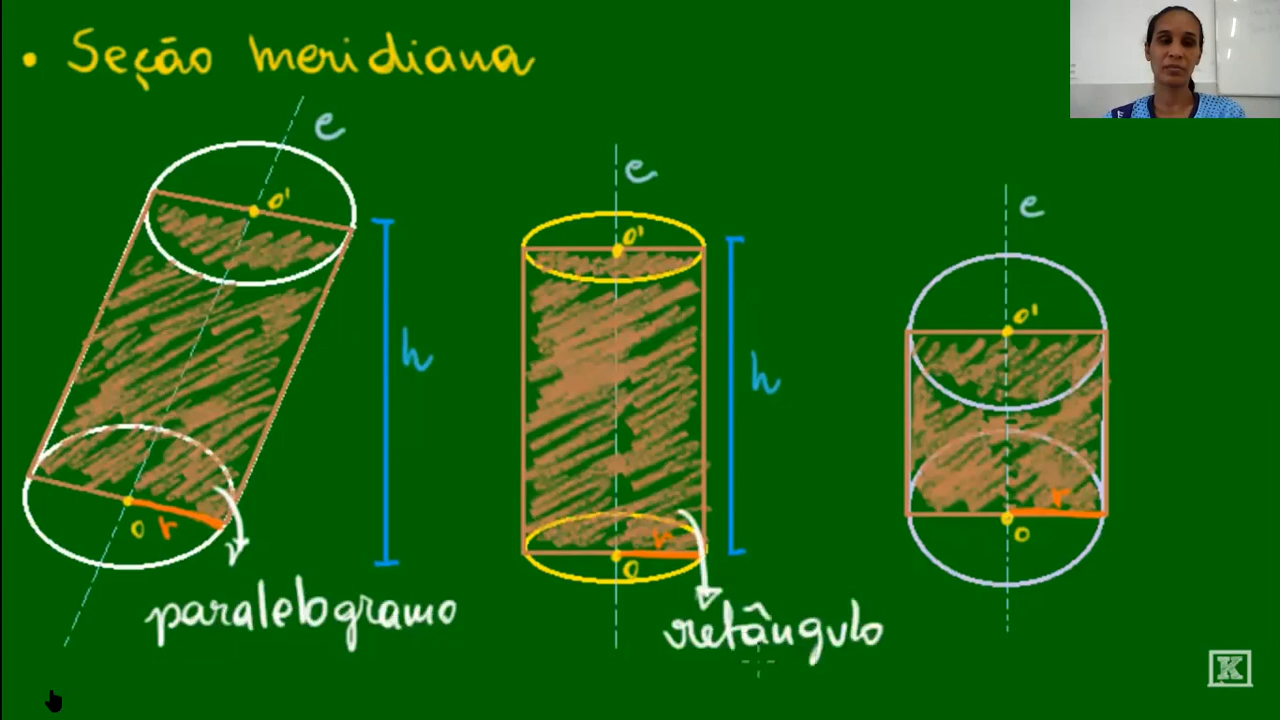 • Seção meridiana
e
e
e
O'
O'
O'
h
h
r
O r
r
O
O
paralelogramo
retângulo
K